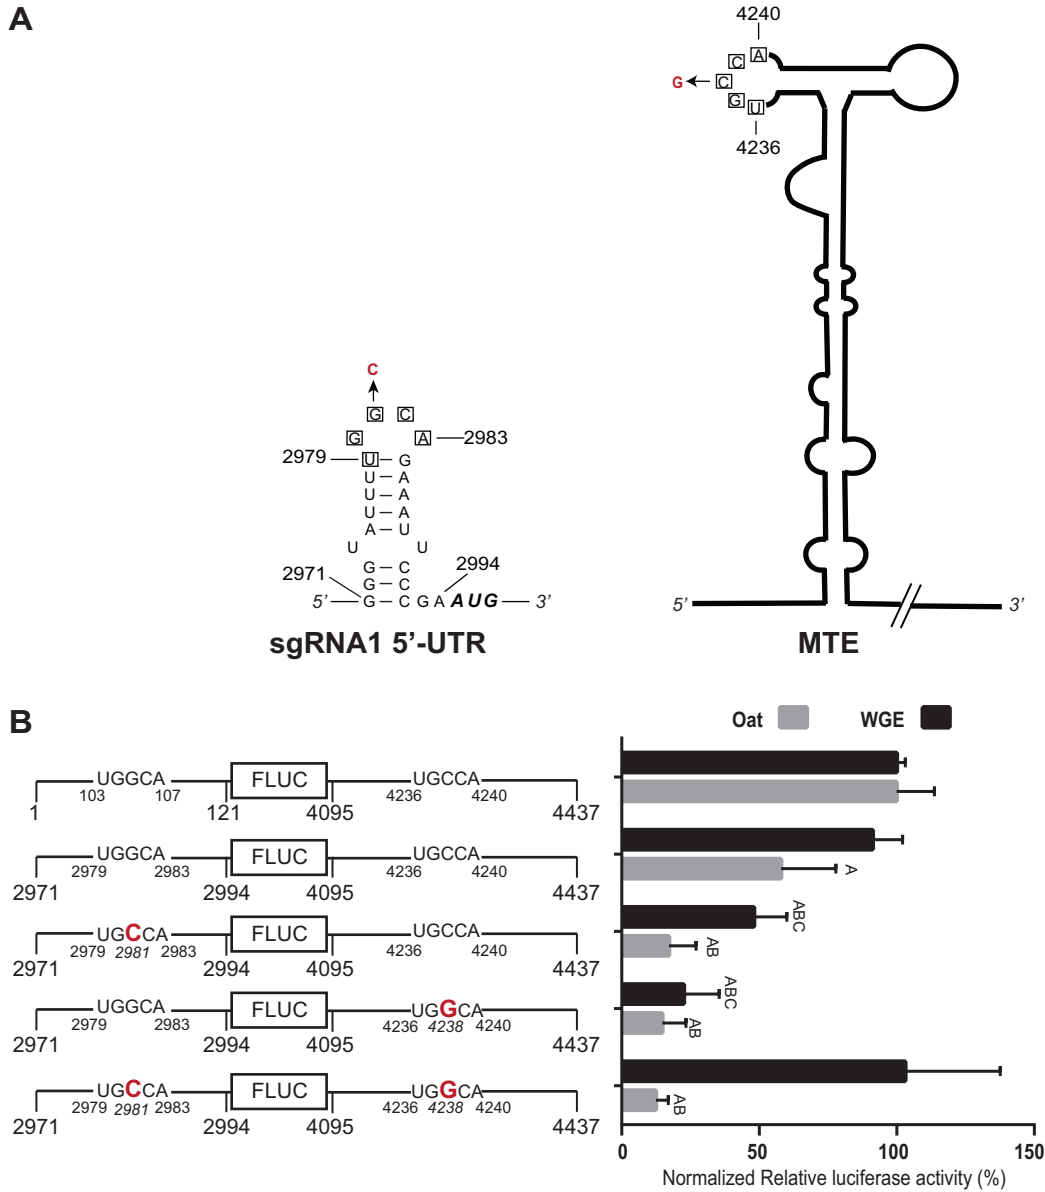 A
4240
A
C
C
G
G
U
4236
C
G C
G A 2983
2979 U G
U A
U A
U A
A U
U U
2971 G C 2994
G C
5’ G C G A AUG 3’
sgRNA1 5’-UTR
5’ 3’
MTE
B
Oat WGE
UGGCA FLUC UGCCA
103 107 4236 4240
1 121 4095 4437
UGGCA FLUC UGCCA
2979 2983 4236 4240
2971 2994 4095 4437
A
UGCCA FLUC UGCCA
2979 2981 2983 4236 4240
2971 2994 4095 4437
ABC
AB
UGGCA FLUC UGGCA
2979 2983 4236 4238 4240
2971 2994 4095 4437
ABC
AB
UGCCA FLUC UGGCA
2979 2981 2983 4236 4238 4240
2971 2994 4095 4437
AB
0 50 100 150
Normalized Relative luciferase activity (%)